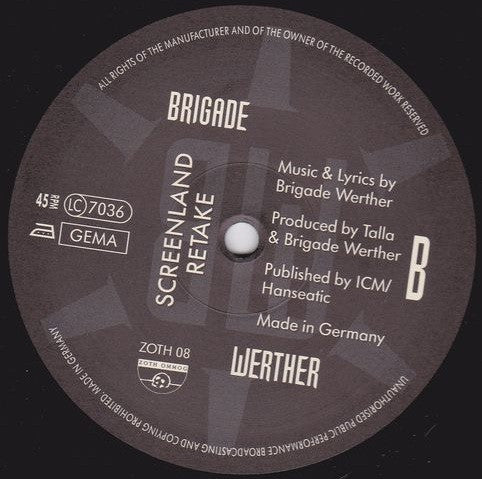 ALL RIGHTS OF THE MANUFACTURER AND OF THE OWNER OF THE RECORDED WORK RESERVED
BRIGADE
SCREENLAND
RETAKE
Music & Lyrics by
Brigade Werther
Produced by Talla
& Brigade Werther
Published by ICM/
Hanseatic
Made in Germany
B
45 RPM
LC 7036
GEMA
ZOTH 08
ZOTH OMMOG
WERTHER
UNAUTHORISED PUBLIC PERFORMANCE BROADCASTING AND COPYING PROHIBITED. MADE IN GERMANY